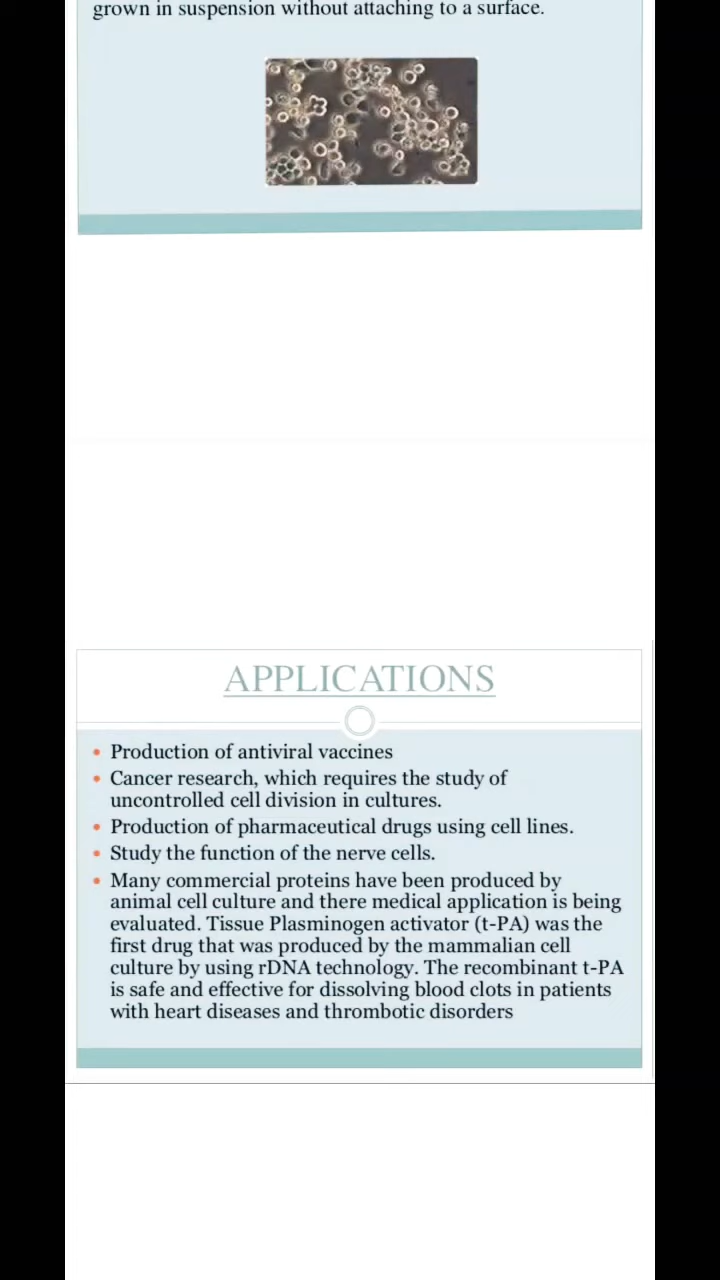 grown in suspension without attaching to a surface.
APPLICATIONS
• Production of antiviral vaccines
• Cancer research, which requires the study of
uncontrolled cell division in cultures.
• Production of pharmaceutical drugs using cell lines.
• Study the function of the nerve cells.
• Many commercial proteins have been produced by
animal cell culture and there medical application is being
evaluated. Tissue Plasminogen activator (t-PA) was the
first drug that was produced by the mammalian cell
culture by using rDNA technology. The recombinant t-PA
is safe and effective for dissolving blood clots in patients
with heart diseases and thrombotic disorders